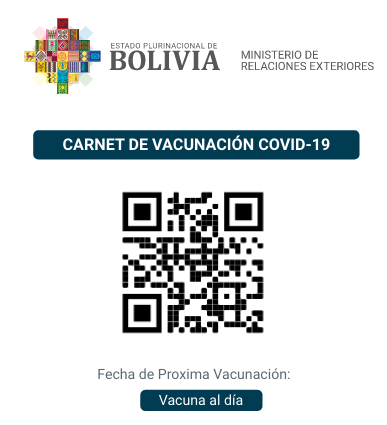 ESTADO PLURINACIONAL DE
BOLIVIA
MINISTERIO DE
RELACIONES EXTERIORES
CARNET DE VACUNACIÓN COVID-19
Fecha de Proxima Vacunación:
Vacuna al día